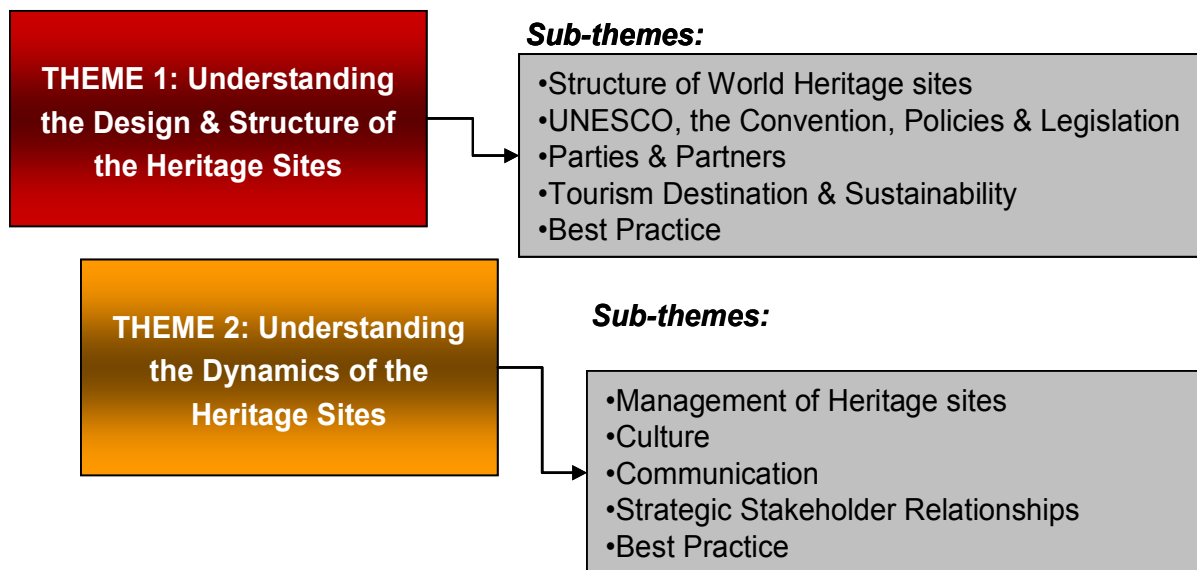 THEME 1: Understanding
the Design & Structure of
the Heritage Sites
Sub-themes:
•Structure of World Heritage sites
•UNESCO, the Convention, Policies & Legislation
•Parties & Partners
•Tourism Destination & Sustainability
•Best Practice
THEME 2: Understanding
the Dynamics of the
Heritage Sites
Sub-themes:
•Management of Heritage sites
•Culture
•Communication
•Strategic Stakeholder Relationships
•Best Practice